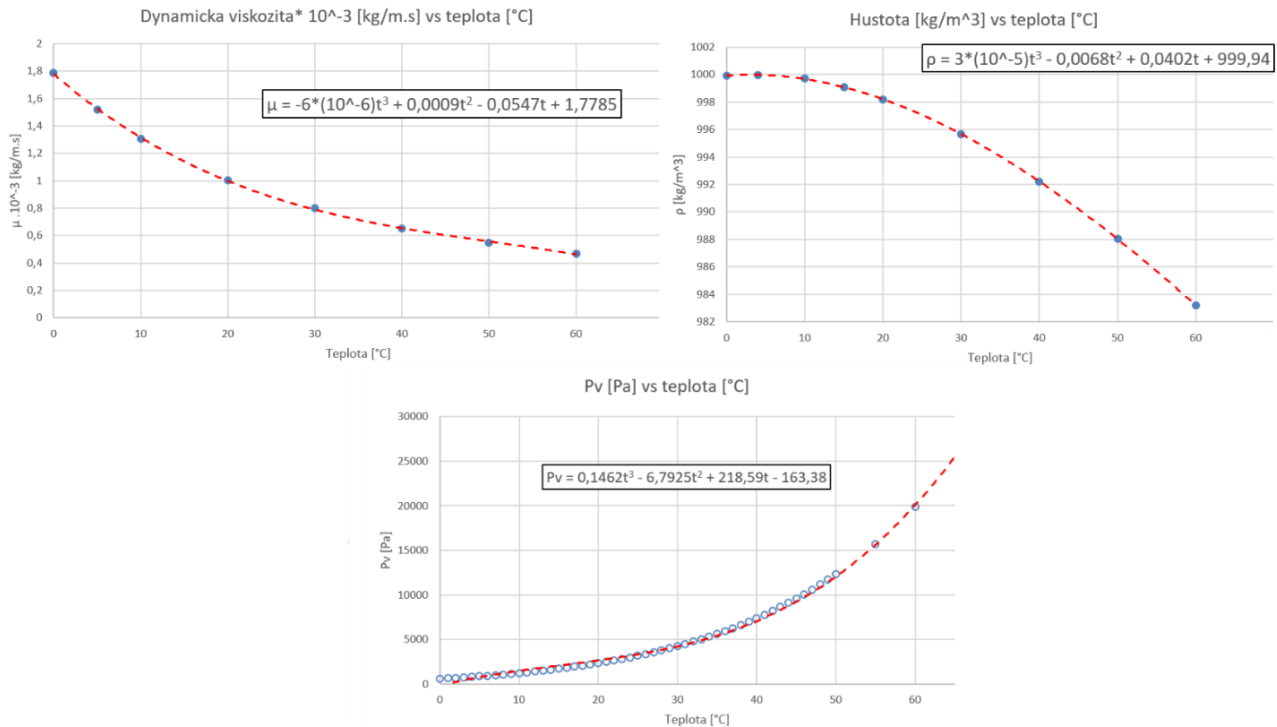 Dynamicka viskozita* 10^-3 [kg/m.s] vs teplota [°C]
μ = -6*(10^-6)t³ + 0,0009t² - 0,0547t + 1,7785
μ .10^-3 [kg/m.s]
2
1,8
1,6
1,4
1,2
1
0,8
0,6
0,4
0,2
0
0 10 20 30 40 50 60
Teplota [°C]
Hustota [kg/m^3] vs teplota [°C]
ρ = 3*(10^-5)t³ - 0,0068t² + 0,0402t + 999,94
ρ [kg/m^3]
1002
1000
998
996
994
992
990
988
986
984
982
0 10 20 30 40 50 60
Teplota [°C]
Pv [Pa] vs teplota [°C]
Pv = 0,1462t³ - 6,7925t² + 218,59t - 163,38
Pv [Pa]
30000
25000
20000
15000
10000
5000
0
0 10 20 30 40 50 60
Teplota [°C]